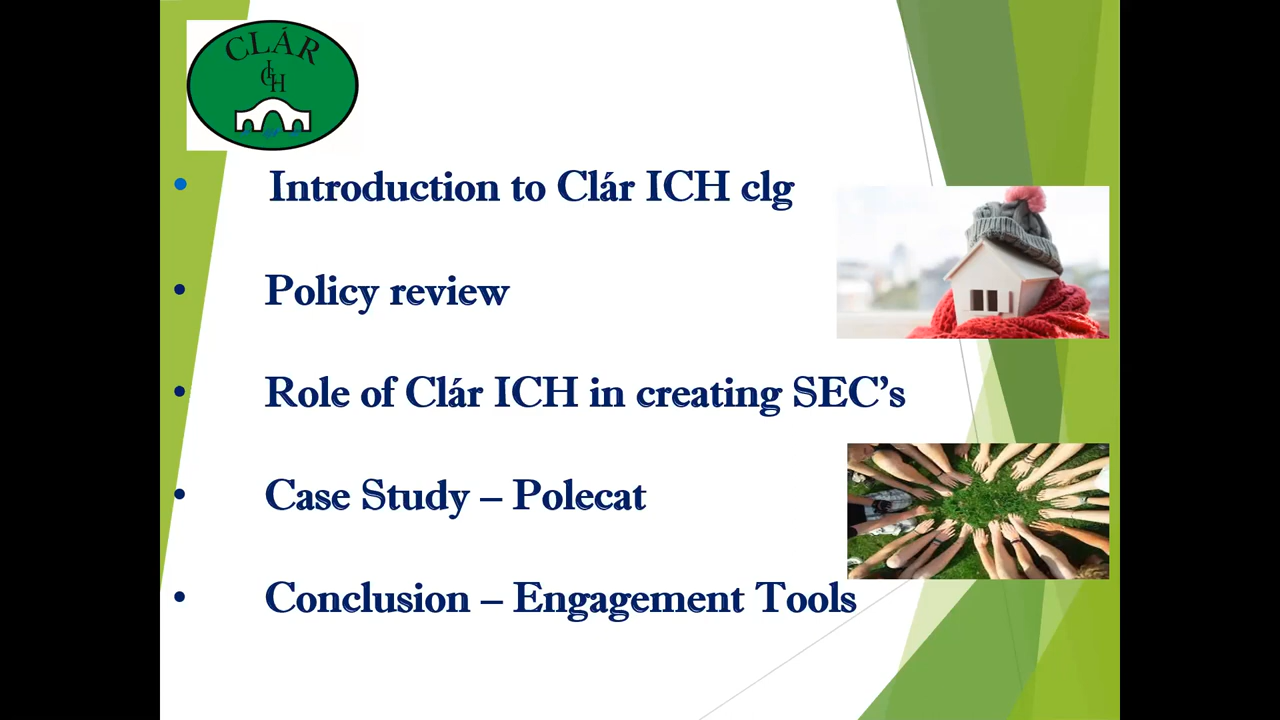 CLÁR
ICH
• Introduction to Clár ICH clg
• Policy review
• Role of Clár ICH in creating SEC’s
• Case Study – Polecat
• Conclusion – Engagement Tools